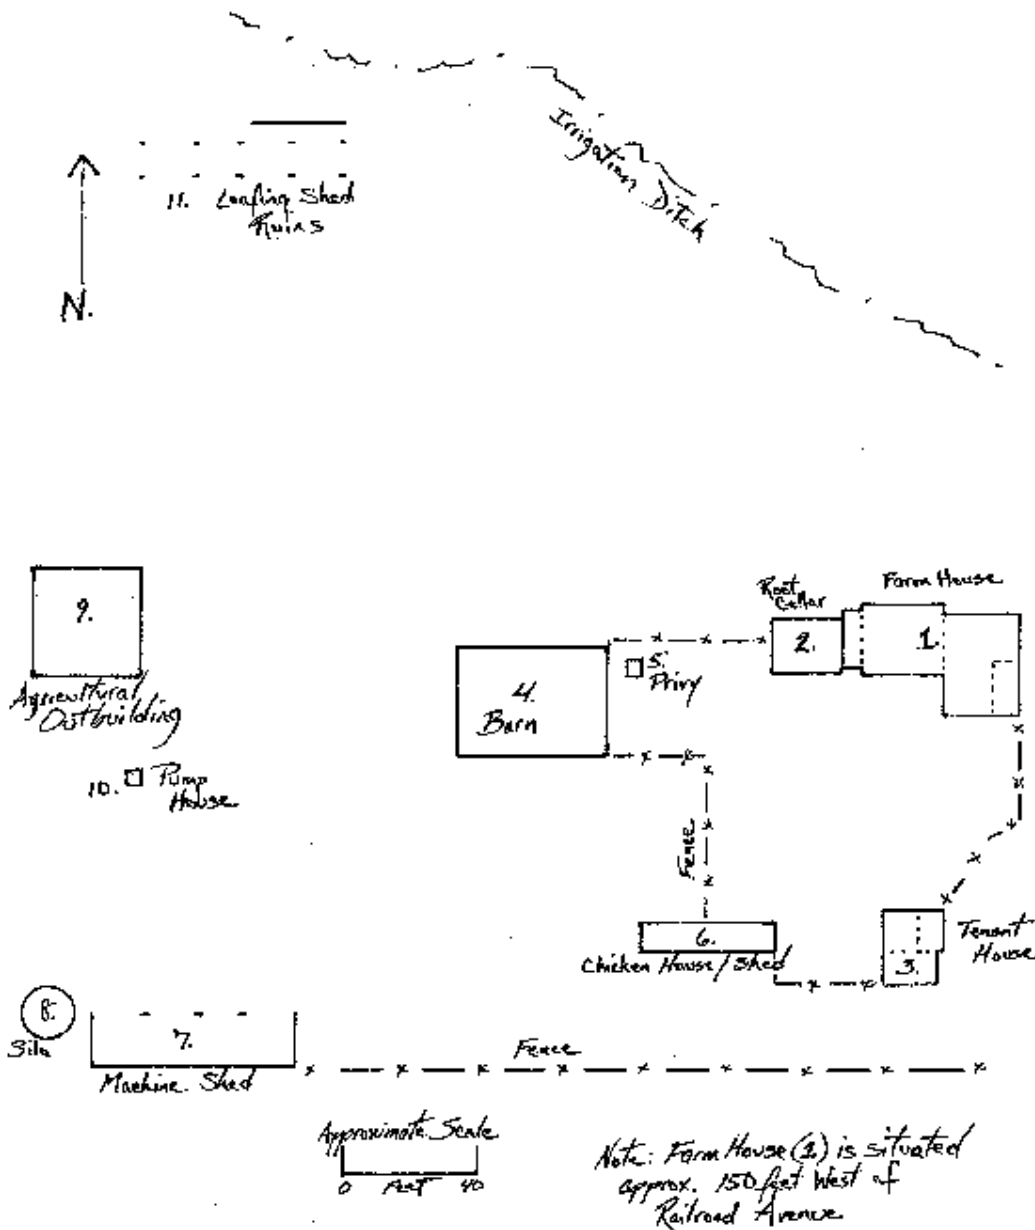 Irrigation Ditch
11. Loafing Shed
Ruins
N.
9.
Agricultural
Outbuilding
10. Pump
House
Root
Cellar
Farm House
2.
1.
5.
Privy
4.
Barn
Fence
6.
Chicken House/Shed
Tenant
House
3.
8.
Silo
7.
Machine Shed
Fence
Approximate Scale
0 Feet 40
Note: Farm House (1) is situated
approx. 150 feet West of
Railroad Avenue